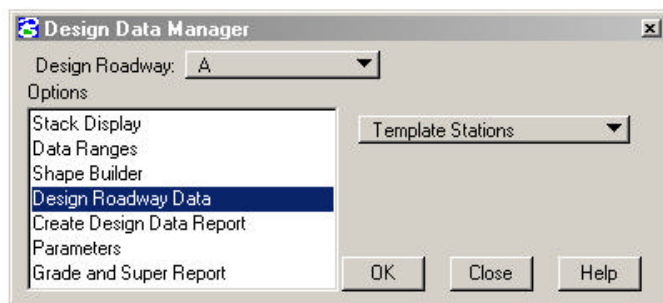 Design Data Manager
Design Roadway: A
Options
Stack Display
Data Ranges
Shape Builder
Design Roadway Data
Create Design Data Report
Parameters
Grade and Super Report
Template Stations
OK Close Help